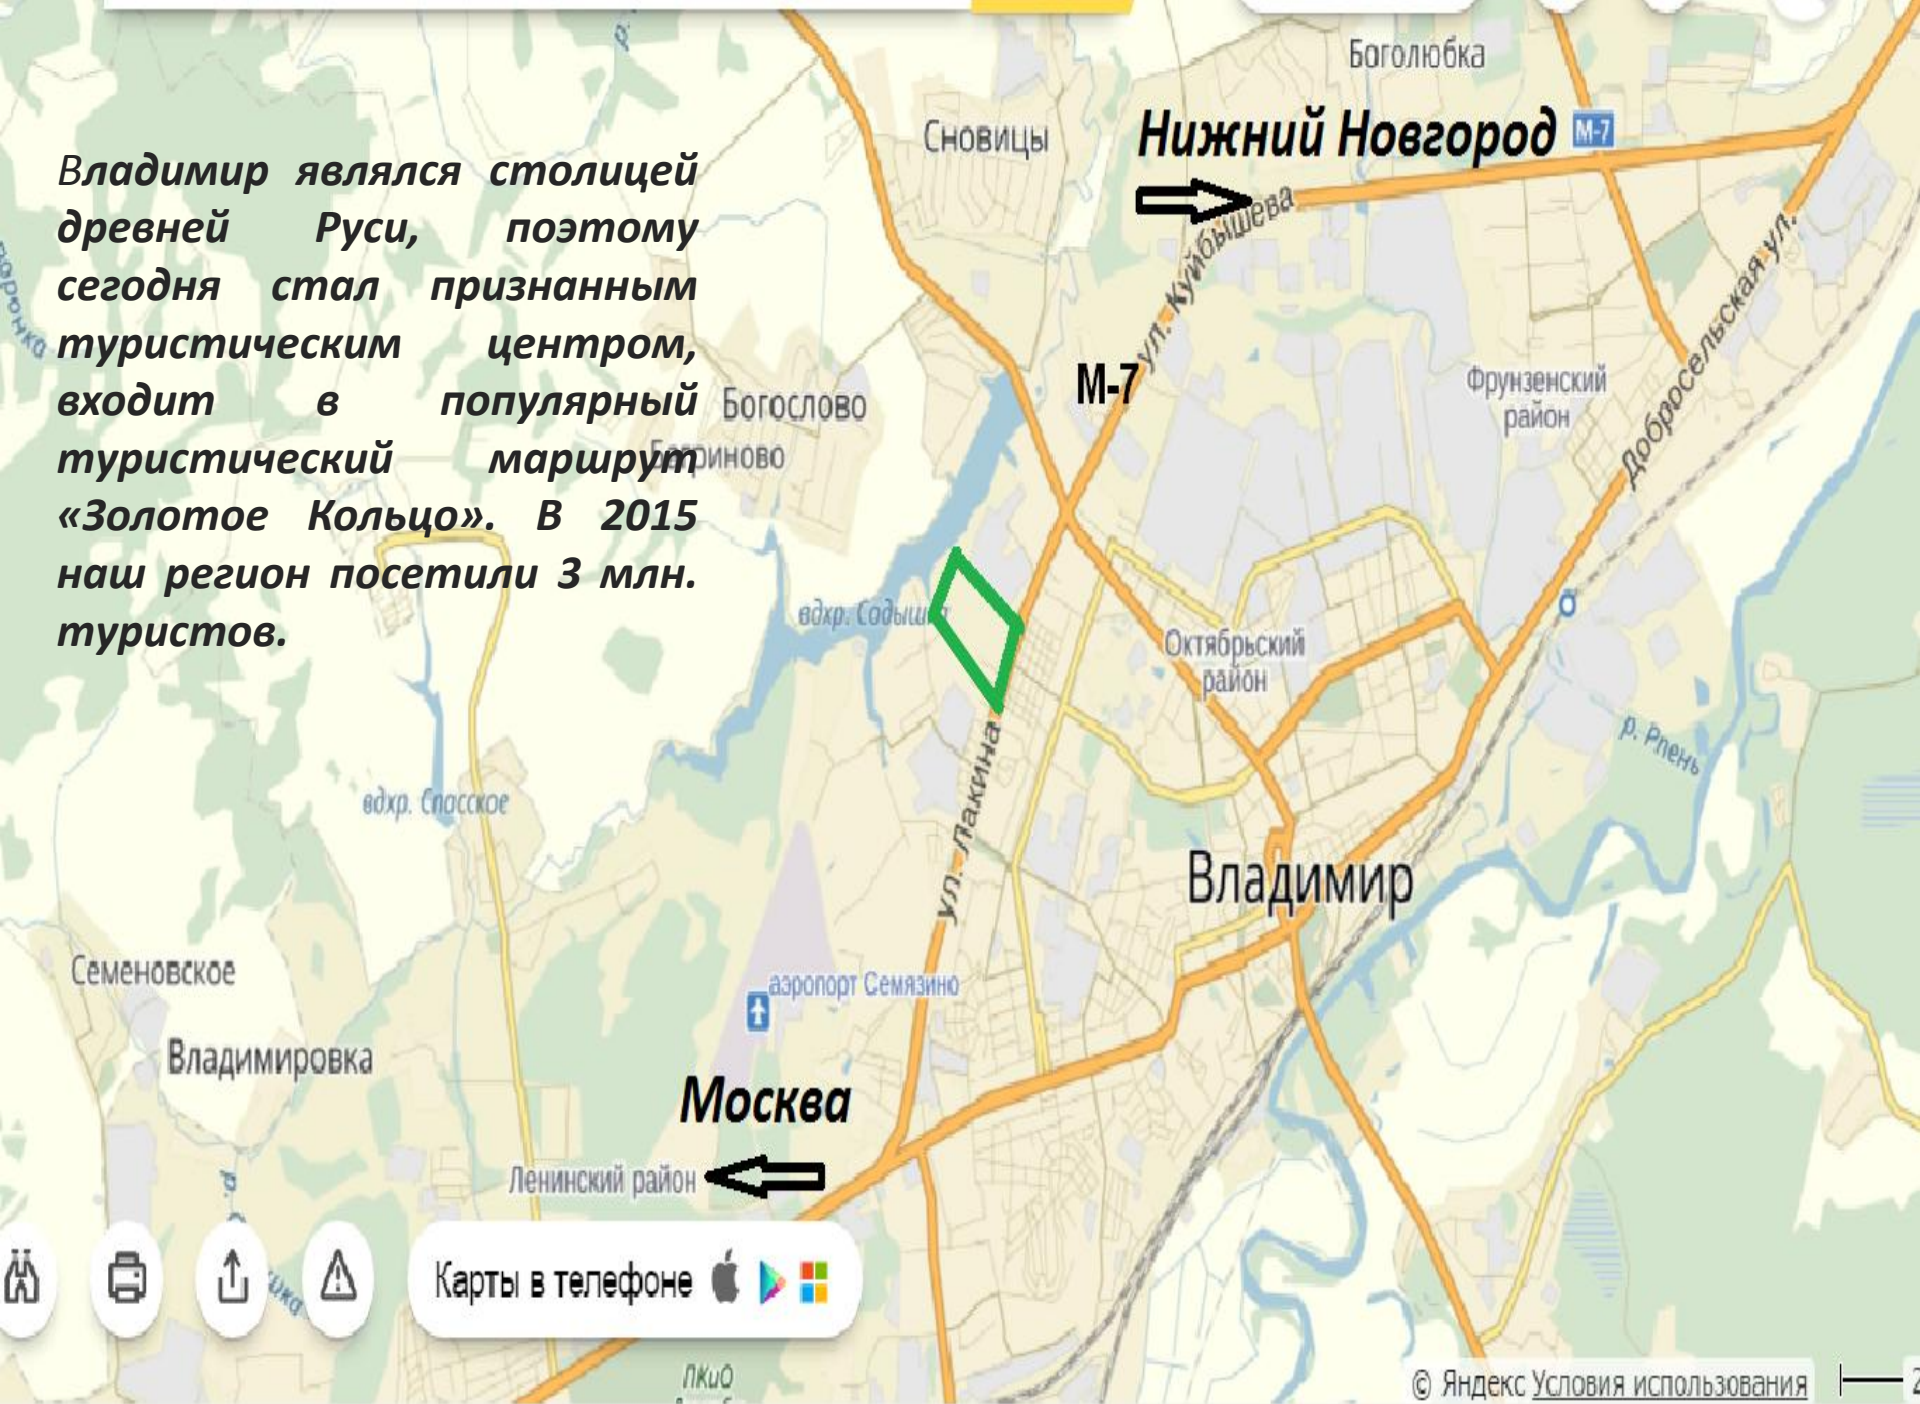 Боголюбка
Сновицы
Нижний Новгород
М-7
Владимир являлся столицей
древней Руси, поэтому
сегодня стал признанным
туристическим центром,
входит в популярный
туристический маршрут
«Золотое Кольцо». В 2015
наш регион посетили 3 млн.
туристов.
ул. Куйбышева
М-7
Добросельская ул.
Фрунзенский
район
Богослово
вдхр.
Октябрьский
район
р. Рпень
вдхр. Спасское
ул. Лакина
Владимир
Семеновское
аэропорт Семязино
Владимировка
Москва
Ленинский район
Карты в телефоне
ПКиО
© Яндекс Условия использования